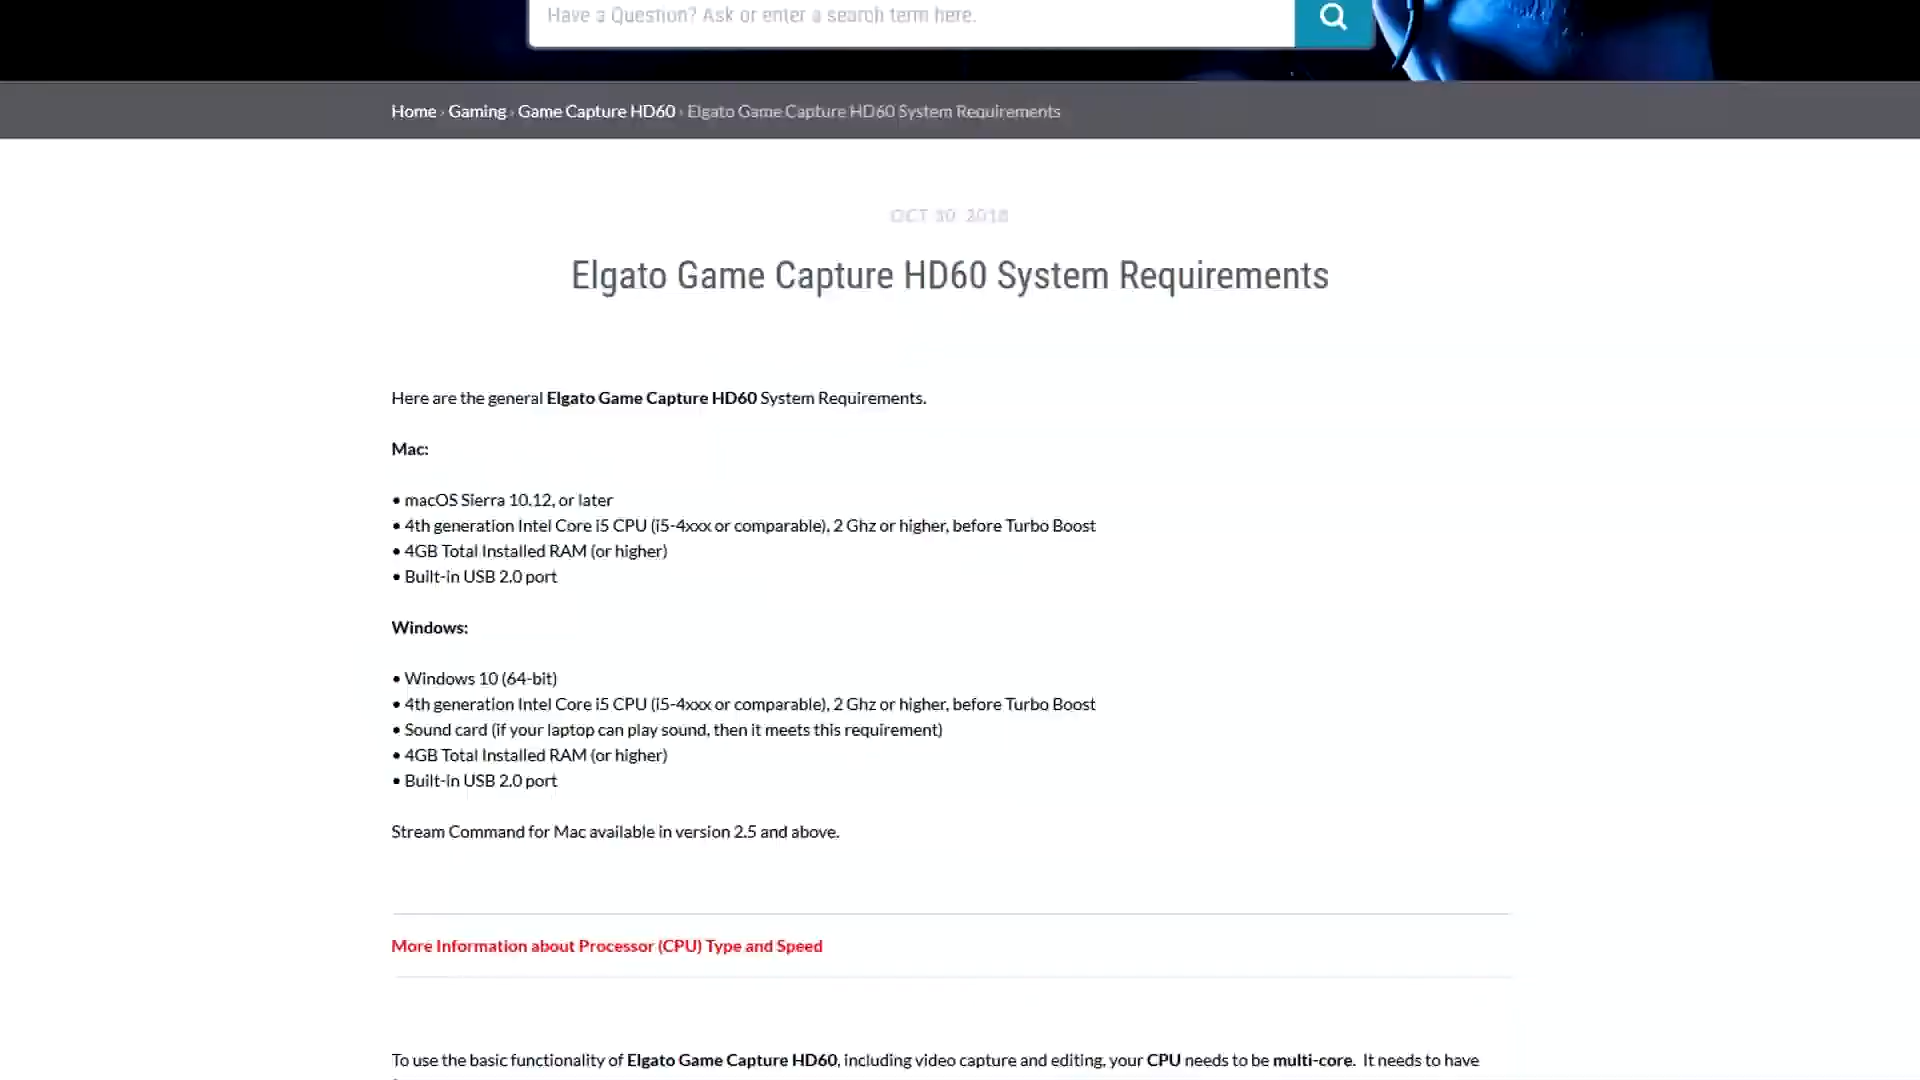 Have a Question? Ask or enter a search term here.
Home › Gaming › Game Capture HD60 › Elgato Game Capture HD60 System Requirements
OCT 30, 2018
Elgato Game Capture HD60 System Requirements
Here are the general Elgato Game Capture HD60 System Requirements.
Mac:
• macOS Sierra 10.12, or later
• 4th generation Intel Core i5 CPU (i5-4xxx or comparable), 2 Ghz or higher, before Turbo Boost
• 4GB Total Installed RAM (or higher)
• Built-in USB 2.0 port
Windows:
• Windows 10 (64-bit)
• 4th generation Intel Core i5 CPU (i5-4xxx or comparable), 2 Ghz or higher, before Turbo Boost
• Sound card (if your laptop can play sound, then it meets this requirement)
• 4GB Total Installed RAM (or higher)
• Built-in USB 2.0 port
Stream Command for Mac available in version 2.5 and above.
More Information about Processor (CPU) Type and Speed
To use the basic functionality of Elgato Game Capture HD60, including video capture and editing, your CPU needs to be multi-core. It needs to have